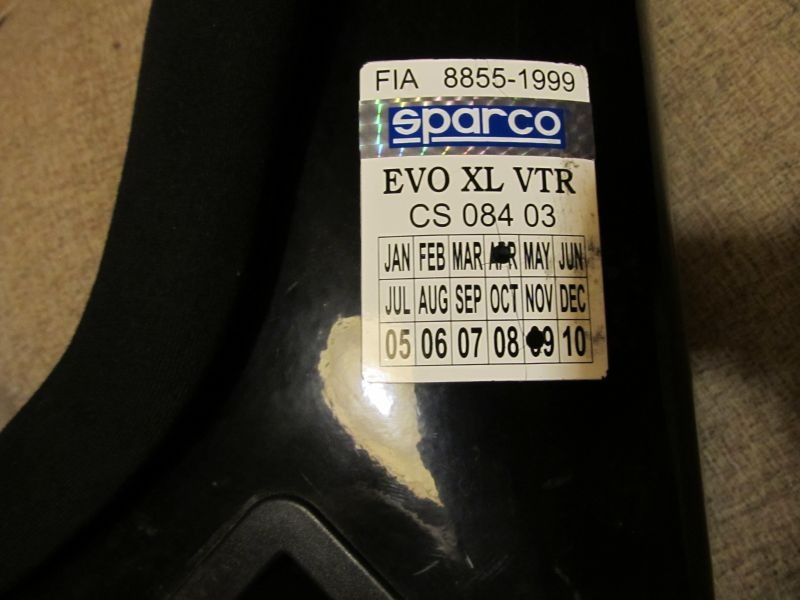 FIA 8855-1999
sparco
EVO XL VTR
CS 084 03
JAN FEB MAR APR MAY JUN
JUL AUG SEP OCT NOV DEC
05 06 07 08 09 10